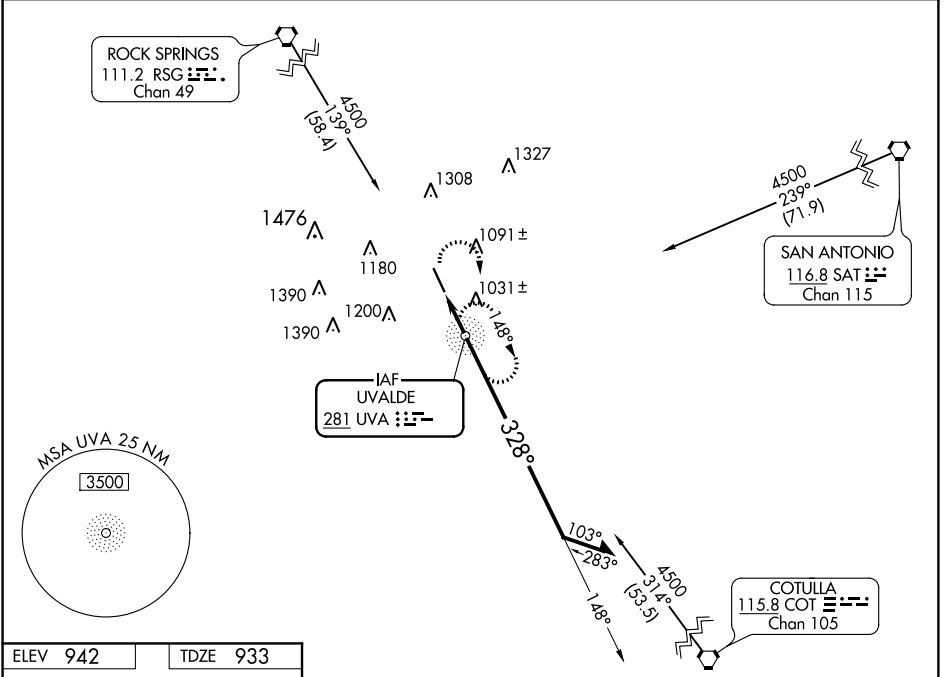 ROCK SPRINGS
111.2 RSG
Chan 49
4500
139°
(58.4)
1327
1308
1476
1091±
1180
1390
1031±
1200
1390
148°
4500
239°
(71.9)
SAN ANTONIO
116.8 SAT
Chan 115
IAF
UVALDE
281 UVA
328°
MSA UVA 25 NM
3500
103°
283°
148°
4500
314°
(53.5)
COTULLA
115.8 COT
Chan 105
ELEV 942
TDZE 933